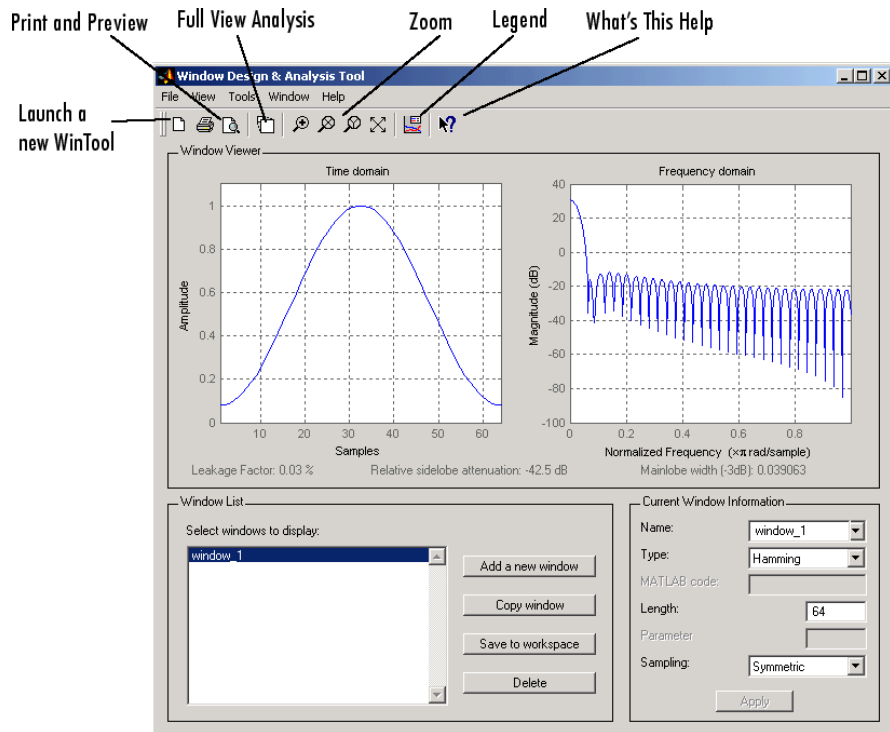 Print and Preview
Full View Analysis
Zoom
Legend
What's This Help
Launch a
new WinTool
Window Design & Analysis Tool
File View Tools Window Help
Window Viewer
Time domain
1
0.8
0.6
0.4
0.2
0
Amplitude
10 20 30 40 50 60
Samples
Frequency domain
40
20
0
-20
-40
-60
-80
-100
Magnitude (dB)
0 0.2 0.4 0.6 0.8
Normalized Frequency (×π rad/sample)
Leakage Factor: 0.03 %
Relative sidelobe attenuation: -42.5 dB
Mainlobe width (-3dB): 0.039063
Window List
Select windows to display:
window_1
Add a new window
Copy window
Save to workspace
Delete
Current Window Information
Name: window_1
Type: Hamming
MATLAB code:
Length: 64
Parameter
Sampling: Symmetric
Apply